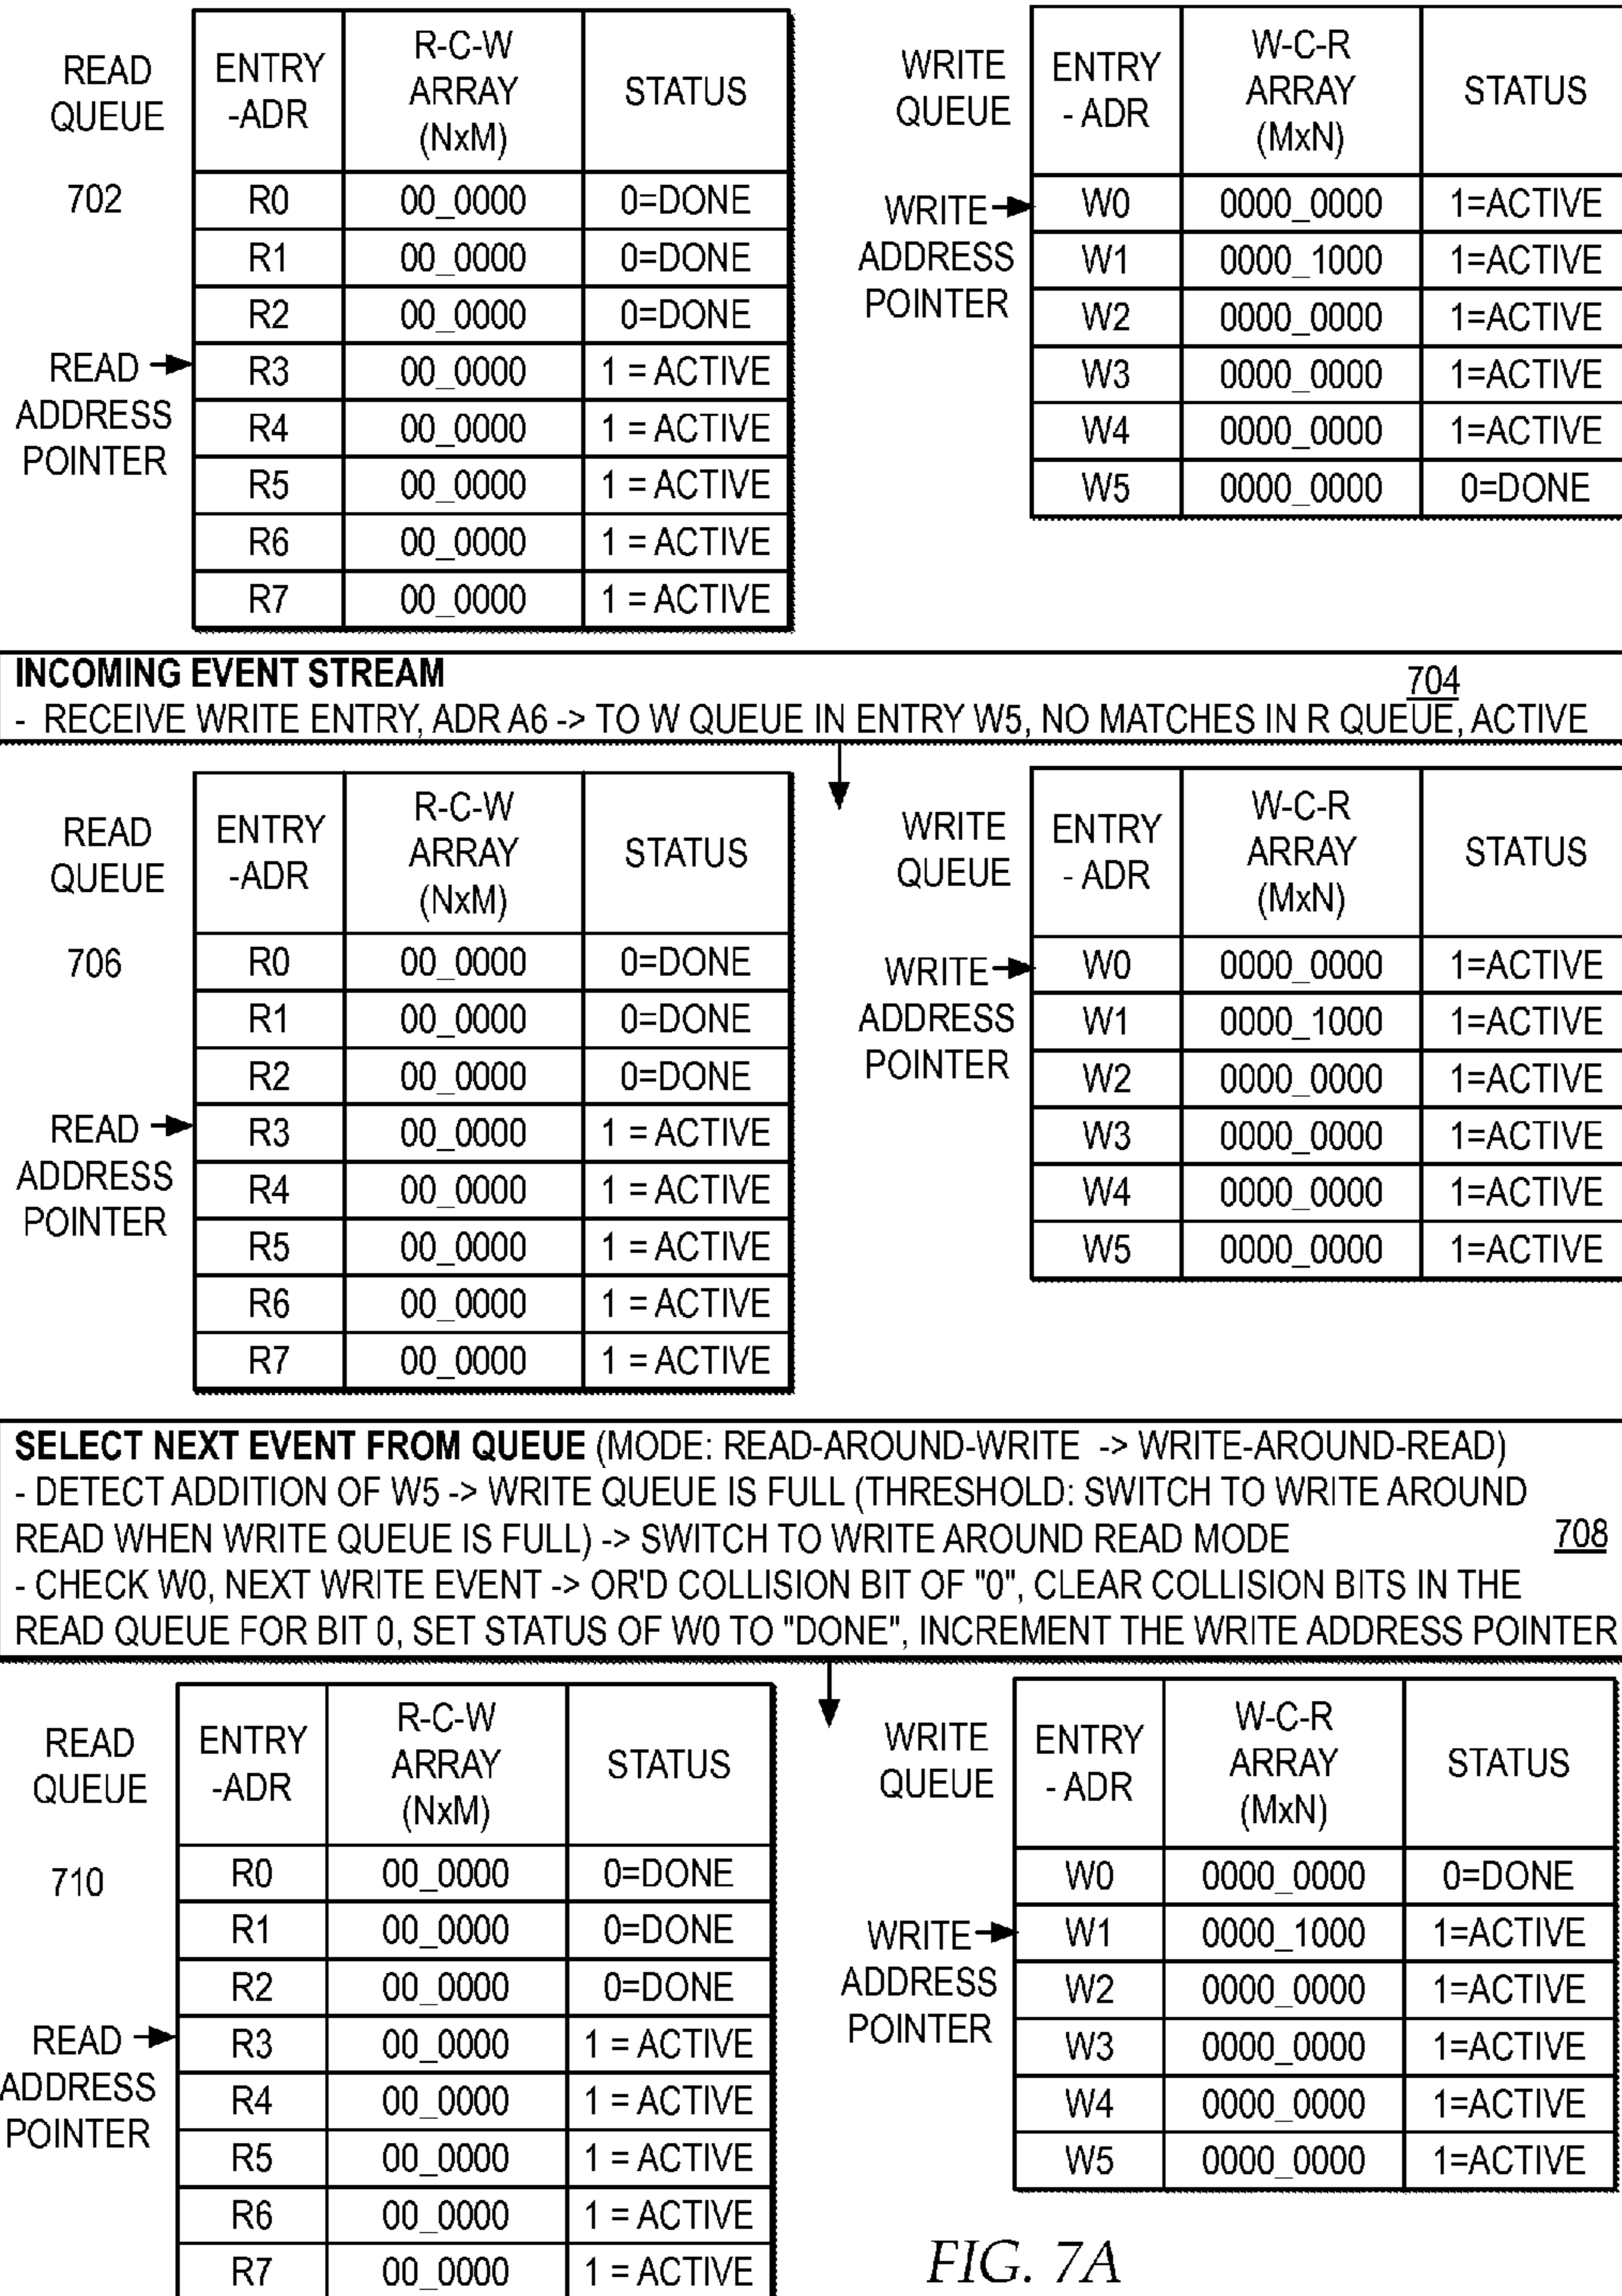 READ QUEUE ENTRY -ADR R-C-W ARRAY (NxM) STATUS
702 R0 00_0000 0=DONE
R1 00_0000 0=DONE
R2 00_0000 0=DONE
READ ADDRESS POINTER R3 00_0000 1 = ACTIVE
R4 00_0000 1 = ACTIVE
R5 00_0000 1 = ACTIVE
R6 00_0000 1 = ACTIVE
R7 00_0000 1 = ACTIVE
WRITE QUEUE ENTRY - ADR W-C-R ARRAY (MxN) STATUS
WRITE ADDRESS POINTER W0 0000_0000 1=ACTIVE
W1 0000_1000 1=ACTIVE
W2 0000_0000 1=ACTIVE
W3 0000_0000 1=ACTIVE
W4 0000_0000 1=ACTIVE
W5 0000_0000 0=DONE
INCOMING EVENT STREAM 704
- RECEIVE WRITE ENTRY, ADR A6 -> TO W QUEUE IN ENTRY W5, NO MATCHES IN R QUEUE, ACTIVE
READ QUEUE ENTRY -ADR R-C-W ARRAY (NxM) STATUS
706 R0 00_0000 0=DONE
R1 00_0000 0=DONE
R2 00_0000 0=DONE
READ ADDRESS POINTER R3 00_0000 1 = ACTIVE
R4 00_0000 1 = ACTIVE
R5 00_0000 1 = ACTIVE
R6 00_0000 1 = ACTIVE
R7 00_0000 1 = ACTIVE
WRITE QUEUE ENTRY - ADR W-C-R ARRAY (MxN) STATUS
WRITE ADDRESS POINTER W0 0000_0000 1=ACTIVE
W1 0000_1000 1=ACTIVE
W2 0000_0000 1=ACTIVE
W3 0000_0000 1=ACTIVE
W4 0000_0000 1=ACTIVE
W5 0000_0000 1=ACTIVE
SELECT NEXT EVENT FROM QUEUE (MODE: READ-AROUND-WRITE -> WRITE-AROUND-READ)
- DETECT ADDITION OF W5 -> WRITE QUEUE IS FULL (THRESHOLD: SWITCH TO WRITE AROUND
READ WHEN WRITE QUEUE IS FULL) -> SWITCH TO WRITE AROUND READ MODE 708
- CHECK W0, NEXT WRITE EVENT -> OR'D COLLISION BIT OF "0", CLEAR COLLISION BITS IN THE
READ QUEUE FOR BIT 0, SET STATUS OF W0 TO "DONE", INCREMENT THE WRITE ADDRESS POINTER
READ QUEUE ENTRY -ADR R-C-W ARRAY (NxM) STATUS
710 R0 00_0000 0=DONE
R1 00_0000 0=DONE
R2 00_0000 0=DONE
READ ADDRESS POINTER R3 00_0000 1 = ACTIVE
R4 00_0000 1 = ACTIVE
R5 00_0000 1 = ACTIVE
R6 00_0000 1 = ACTIVE
R7 00_0000 1 = ACTIVE
WRITE QUEUE ENTRY - ADR W-C-R ARRAY (MxN) STATUS
W0 0000_0000 0=DONE
WRITE ADDRESS POINTER W1 0000_1000 1=ACTIVE
W2 0000_0000 1=ACTIVE
W3 0000_0000 1=ACTIVE
W4 0000_0000 1=ACTIVE
W5 0000_0000 1=ACTIVE
FIG. 7A